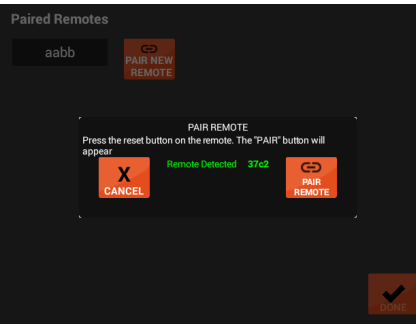 Paired Remotes
aabb
PAIR NEW
REMOTE
PAIR REMOTE
Press the reset button on the remote. The "PAIR" button will
appear
Remote Detected 37c2
X
CANCEL
PAIR
REMOTE
DONE